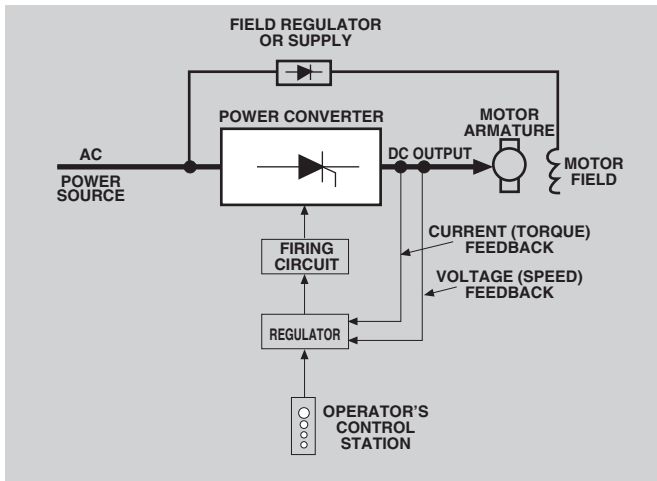 FIELD REGULATOR
OR SUPPLY
POWER CONVERTER
MOTOR
ARMATURE
AC
POWER
SOURCE
DC OUTPUT
MOTOR
FIELD
FIRING
CIRCUIT
CURRENT (TORQUE)
FEEDBACK
VOLTAGE (SPEED)
FEEDBACK
REGULATOR
OPERATOR'S
CONTROL
STATION